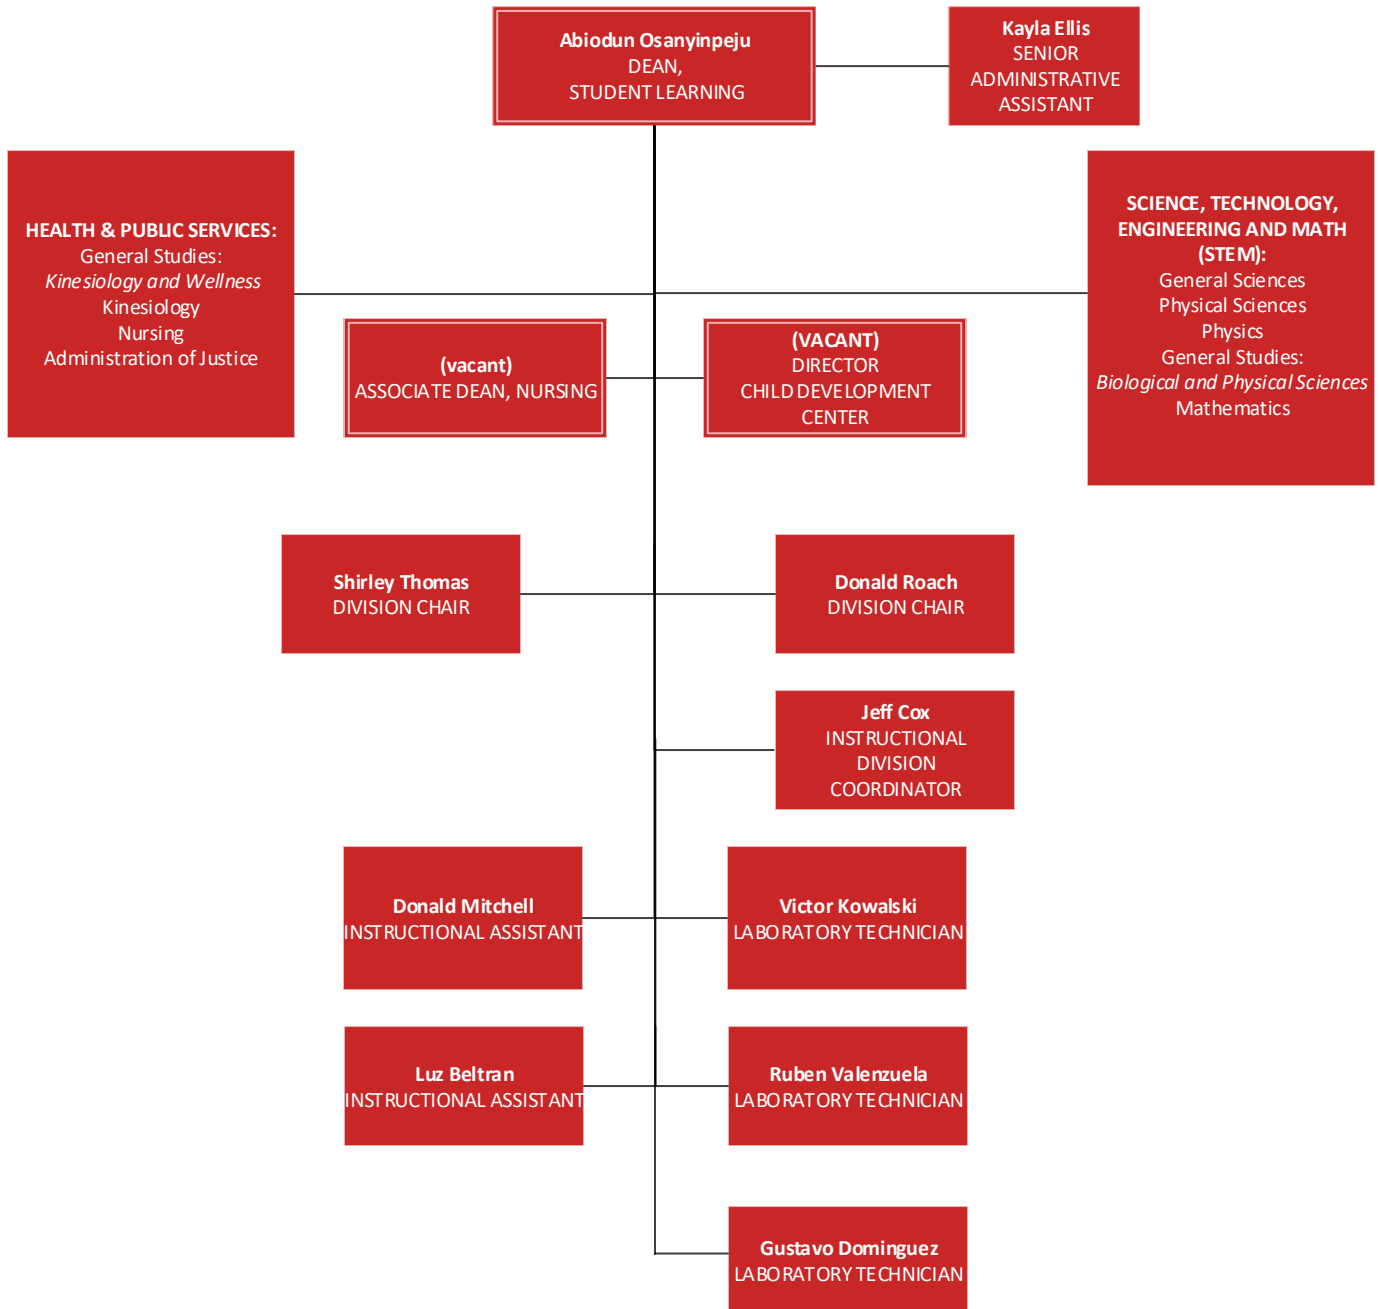 Abiodun Osanyinpeju
DEAN,
STUDENT LEARNING
Kayla Ellis
SENIOR
ADMINISTRATIVE
ASSISTANT
HEALTH & PUBLIC SERVICES:
General Studies:
Kinesiology and Wellness
Kinesiology
Nursing
Administration of Justice
SCIENCE, TECHNOLOGY,
ENGINEERING AND MATH
(STEM):
General Sciences
Physical Sciences
Physics
General Studies:
Biological and Physical Sciences
Mathematics
(vacant)
ASSOCIATE DEAN, NURSING
(VACANT)
DIRECTOR
CHILD DEVELOPMENT
CENTER
Shirley Thomas
DIVISION CHAIR
Donald Roach
DIVISION CHAIR
Jeff Cox
INSTRUCTIONAL
DIVISION
COORDINATOR
Donald Mitchell
INSTRUCTIONAL ASSISTANT
Victor Kowalski
LABORATORY TECHNICIAN
Luz Beltran
INSTRUCTIONAL ASSISTANT
Ruben Valenzuela
LABORATORY TECHNICIAN
Gustavo Dominguez
LABORATORY TECHNICIAN